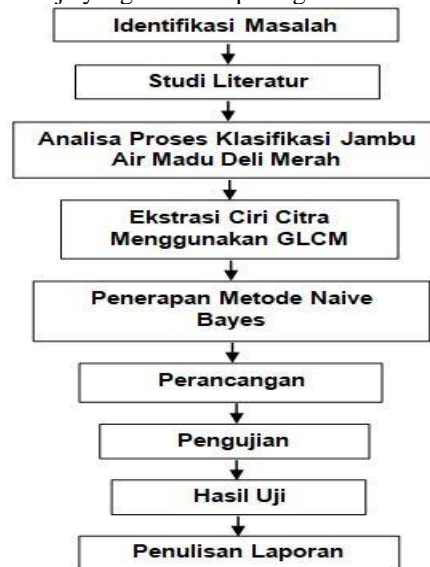 Identifikasi Masalah
Studi Literatur
Analisa Proses Klasifikasi Jambu
Air Madu Deli Merah
Ekstrasi Ciri Citra
Menggunakan GLCM
Penerapan Metode Naive
Bayes
Perancangan
Pengujian
Hasil Uji
Penulisan Laporan